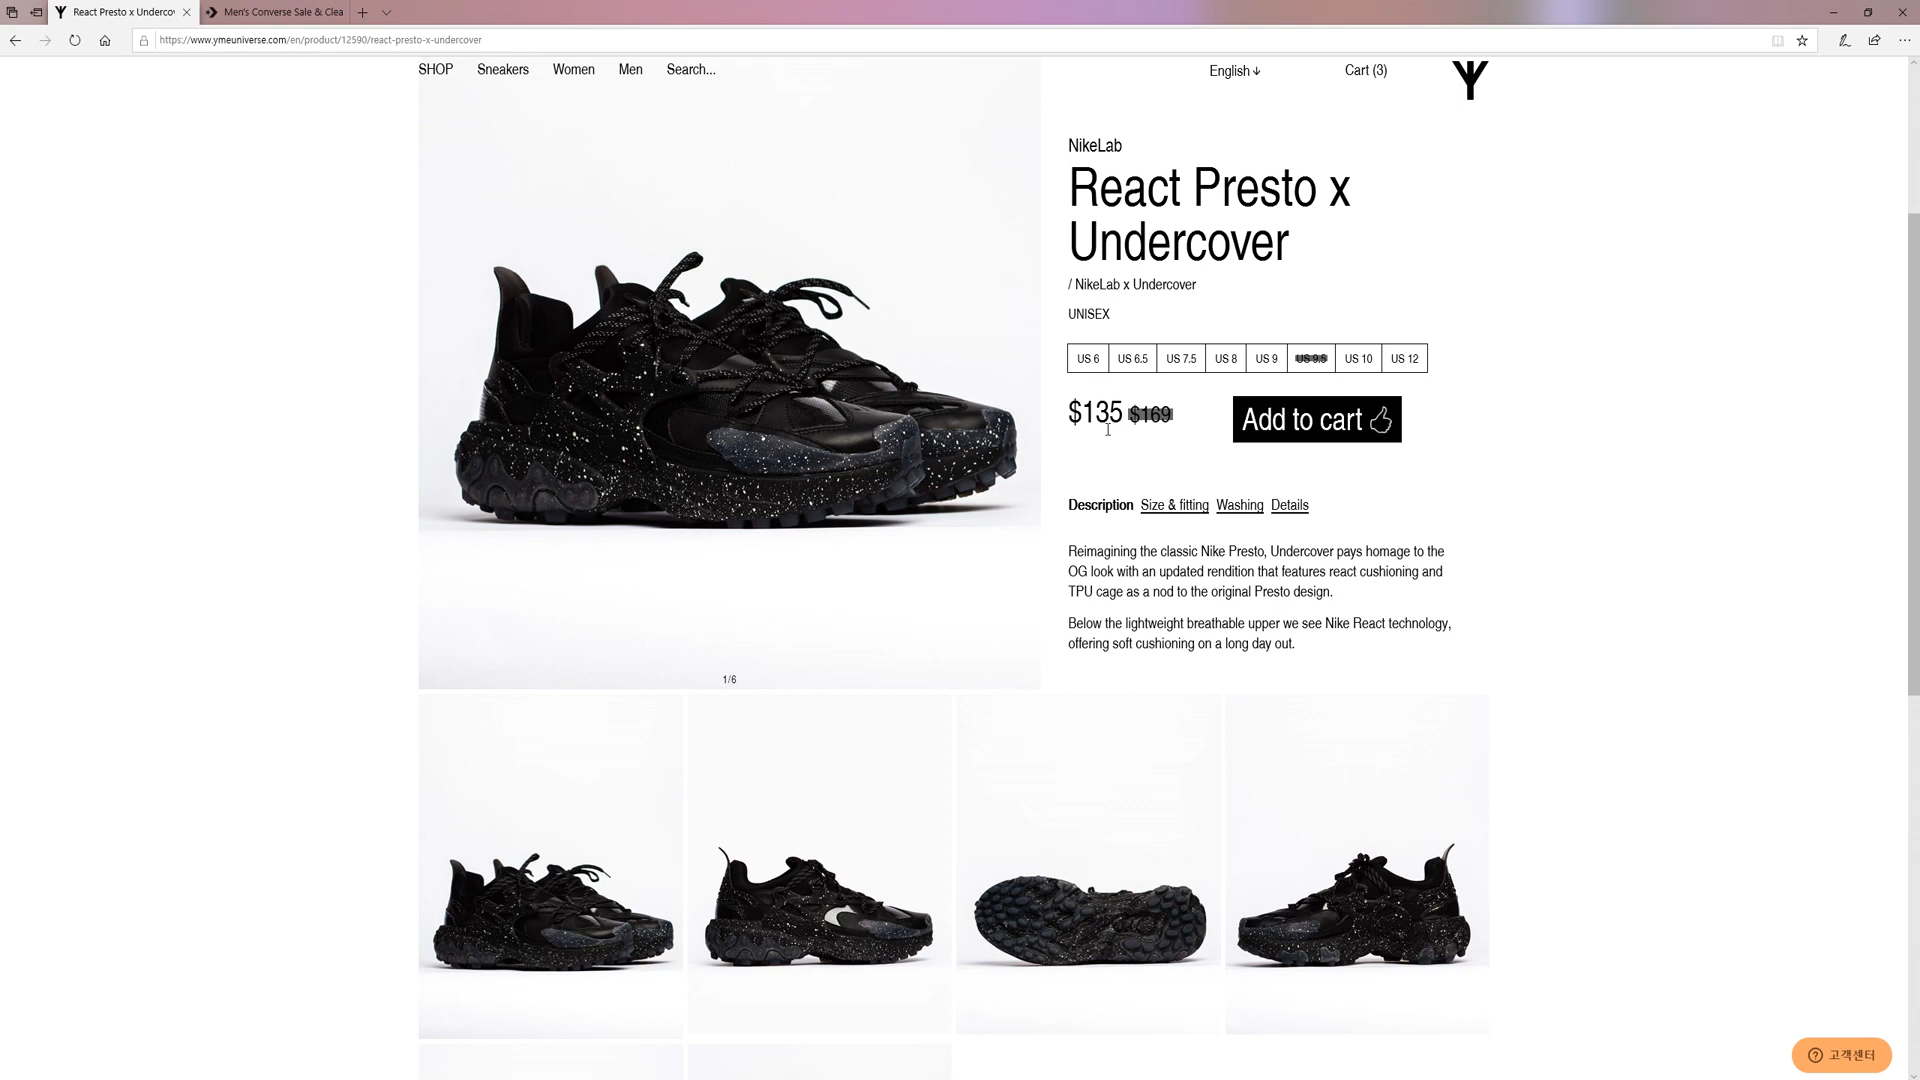 React Presto x Undercov
Men's Converse Sale & Clea
https://www.ymeuniverse.com/en/product/12590/react-presto-x-undercover
SHOP Sneakers Women Men Search...
English Cart (3)
NikeLab
React Presto x
Undercover
/ NikeLab x Undercover
UNISEX
US 6 US 6.5 US 7.5 US 8 US 9 US 9.5 US 10 US 12
$135 $169 Add to cart
Description Size & fitting Washing Details
Reimagining the classic Nike Presto, Undercover pays homage to the
OG look with an updated rendition that features react cushioning and
TPU cage as a nod to the original Presto design.
Below the lightweight breathable upper we see Nike React technology,
offering soft cushioning on a long day out.
1/6
고객센터